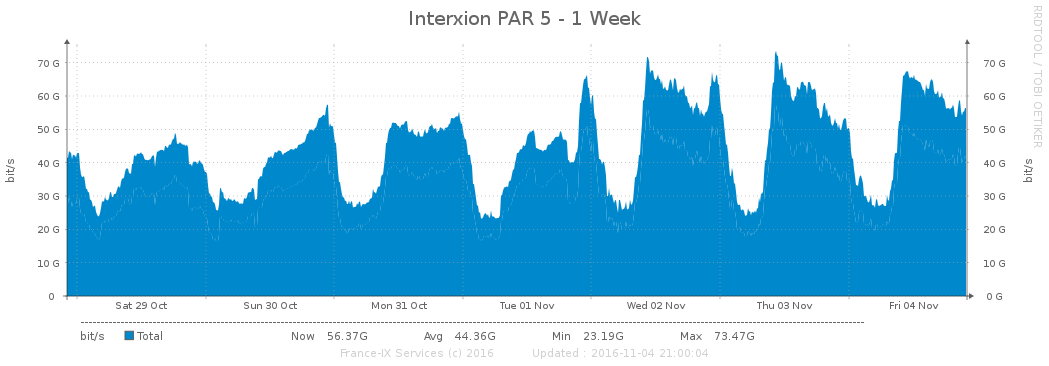 Interxion PAR 5 - 1 Week
RRDTOOL / TOBI OETIKER
bit/s
70 G 70 G
60 G 60 G
50 G 50 G
40 G 40 G
30 G 30 G
20 G 20 G
10 G 10 G
0 0 G
bit/s
Sat 29 Oct Sun 30 Oct Mon 31 Oct Tue 01 Nov Wed 02 Nov Thu 03 Nov Fri 04 Nov
bit/s Total Now 56.37G Avg 44.36G Min 23.19G Max 73.47G
France-IX Services (c) 2016 Updated : 2016-11-04 21:00:04